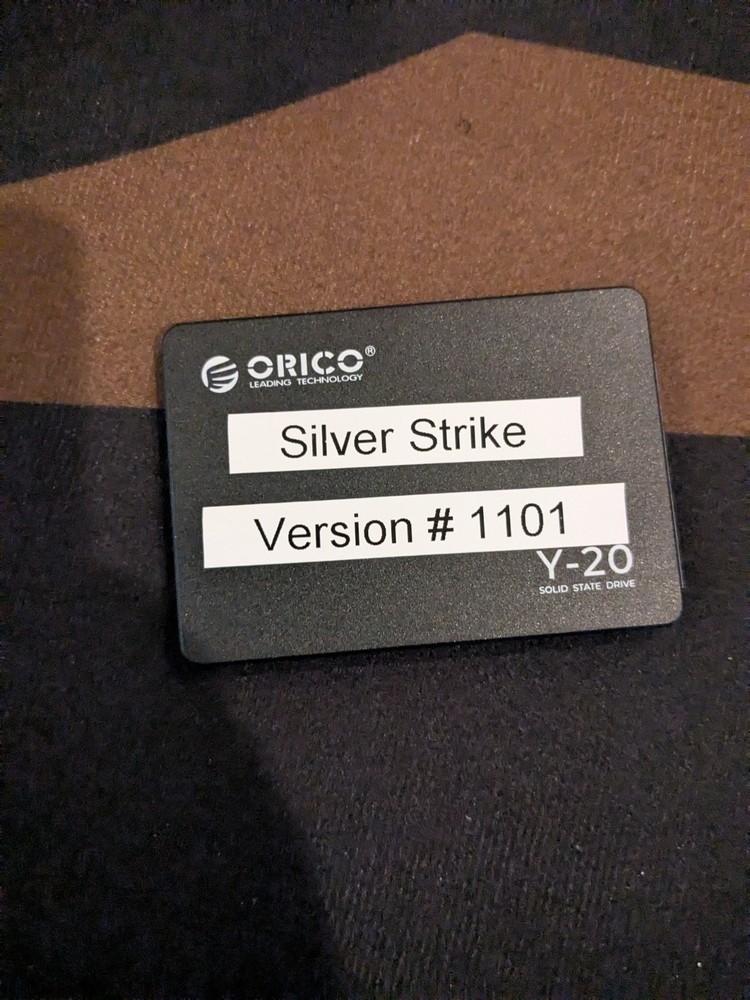 ORICO®
LEADING TECHNOLOGY
Silver Strike
Version # 1101
Y-20
SOLID STATE DRIVE